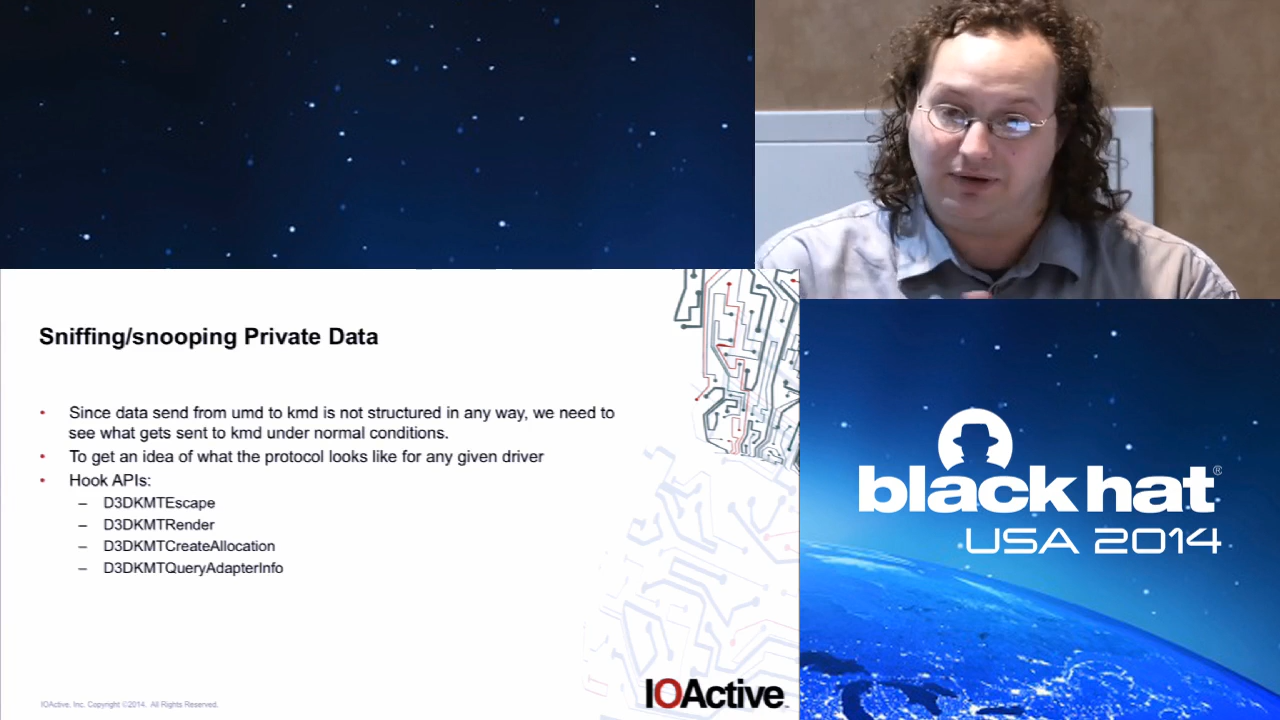 Sniffing/snooping Private Data
• Since data send from umd to kmd is not structured in any way, we need to
see what gets sent to kmd under normal conditions.
• To get an idea of what the protocol looks like for any given driver
• Hook APIs:
– D3DKMTEscape
– D3DKMTRender
– D3DKMTCreateAllocation
– D3DKMTQueryAdapterInfo
IOActive, Inc. Copyright ©2014. All Rights Reserved.
IOActive
black hat®
USA 2014